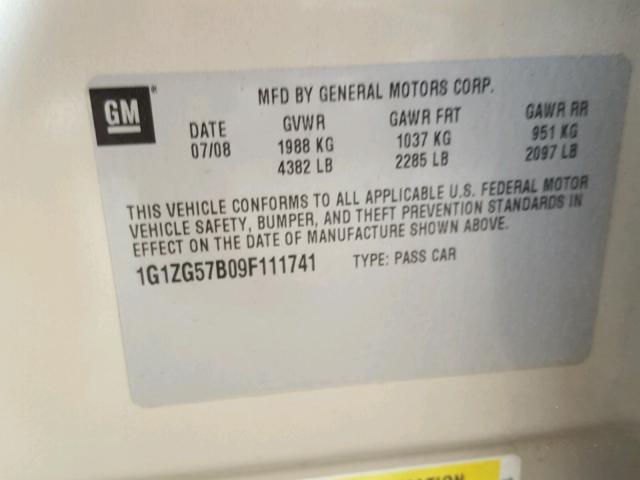 MFD BY GENERAL MOTORS CORP.
GM
DATE GVWR GAWR FRT GAWR RR
07/08 1988 KG 1037 KG 951 KG
4382 LB 2285 LB 2097 LB
THIS VEHICLE CONFORMS TO ALL APPLICABLE U.S. FEDERAL MOTOR
VEHICLE SAFETY, BUMPER, AND THEFT PREVENTION STANDARDS IN
EFFECT ON THE DATE OF MANUFACTURE SHOWN ABOVE.
1G1ZG57B09F111741 TYPE: PASS CAR